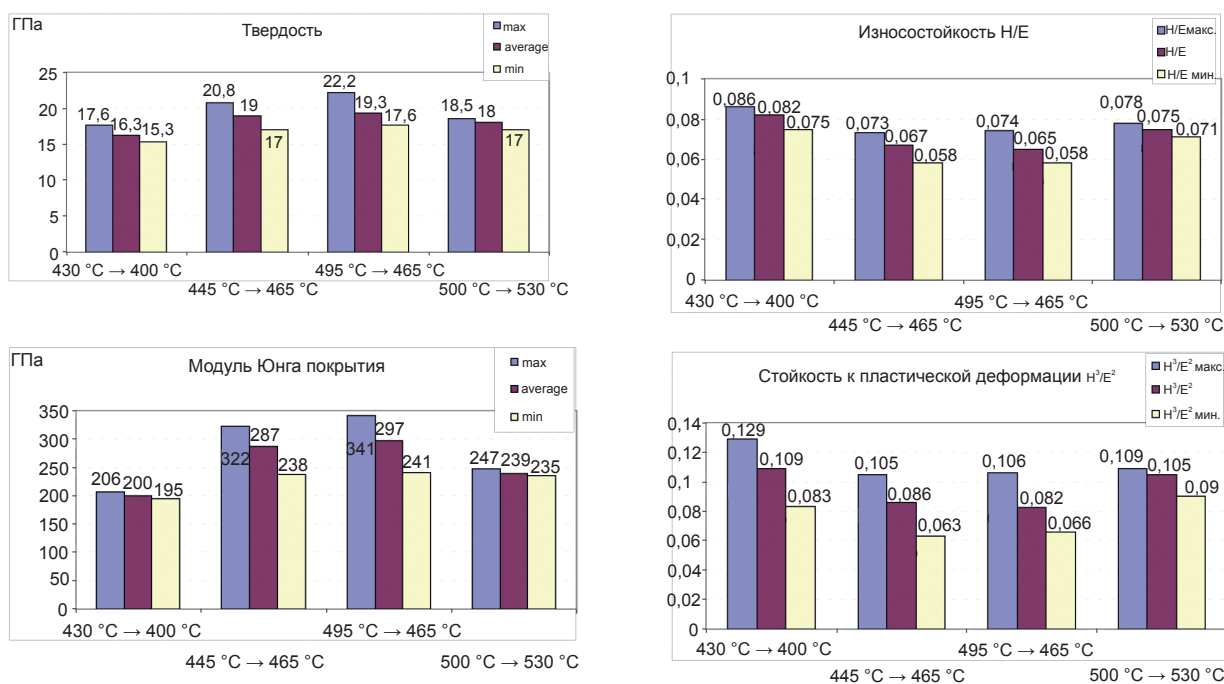 ГПа
Твердость
max
average
min
25
20
15
10
5
0
17,6
16,3
15,3
20,8
19
17
22,2
19,3
17,6
18,5
18
17
430 °C → 400 °C
495 °C → 465 °C
445 °C → 465 °C
500 °C → 530 °C
Износостойкость H/E
H/Eмакс.
H/E
H/E мин.
0,1
0,08
0,06
0,04
0,02
0
0,086
0,082
0,075
0,073
0,067
0,058
0,074
0,065
0,058
0,078
0,075
0,071
430 °C → 400 °C
495 °C → 465 °C
445 °C → 465 °C
500 °C → 530 °C
ГПа
Модуль Юнга покрытия
max
average
min
350
300
250
200
150
100
50
0
206
200
195
322
287
238
341
297
241
247
239
235
430 °C → 400 °C
495 °C → 465 °C
445 °C → 465 °C
500 °C → 530 °C
Стойкость к пластической деформации H³/E²
H³/E² макс.
H³/E²
H³/E² мин.
0,14
0,12
0,1
0,08
0,06
0,04
0,02
0
0,129
0,109
0,083
0,105
0,086
0,063
0,106
0,082
0,066
0,109
0,105
0,09
430 °C → 400 °C
495 °C → 465 °C
445 °C → 465 °C
500 °C → 530 °C